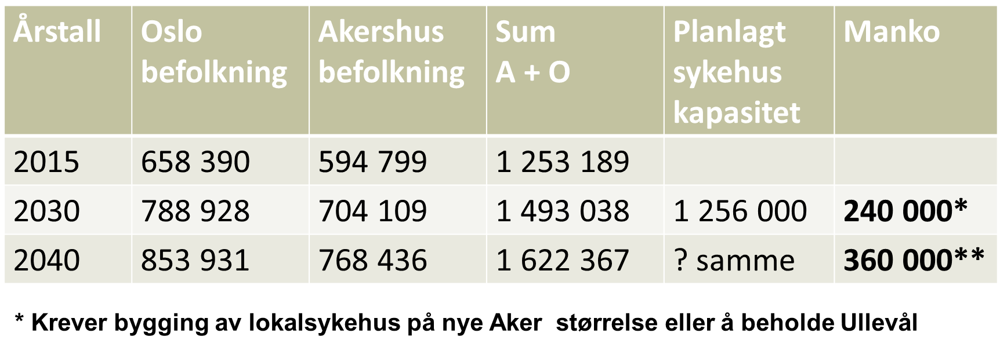 Årstall Oslo befolkning Akershus befolkning Sum A + O Planlagt sykehus kapasitet Manko
2015 658 390 594 799 1 253 189
2030 788 928 704 109 1 493 038 1 256 000 240 000*
2040 853 931 768 436 1 622 367 ? samme 360 000**
* Krever bygging av lokalsykehus på nye Aker  størrelse eller å beholde Ullevål